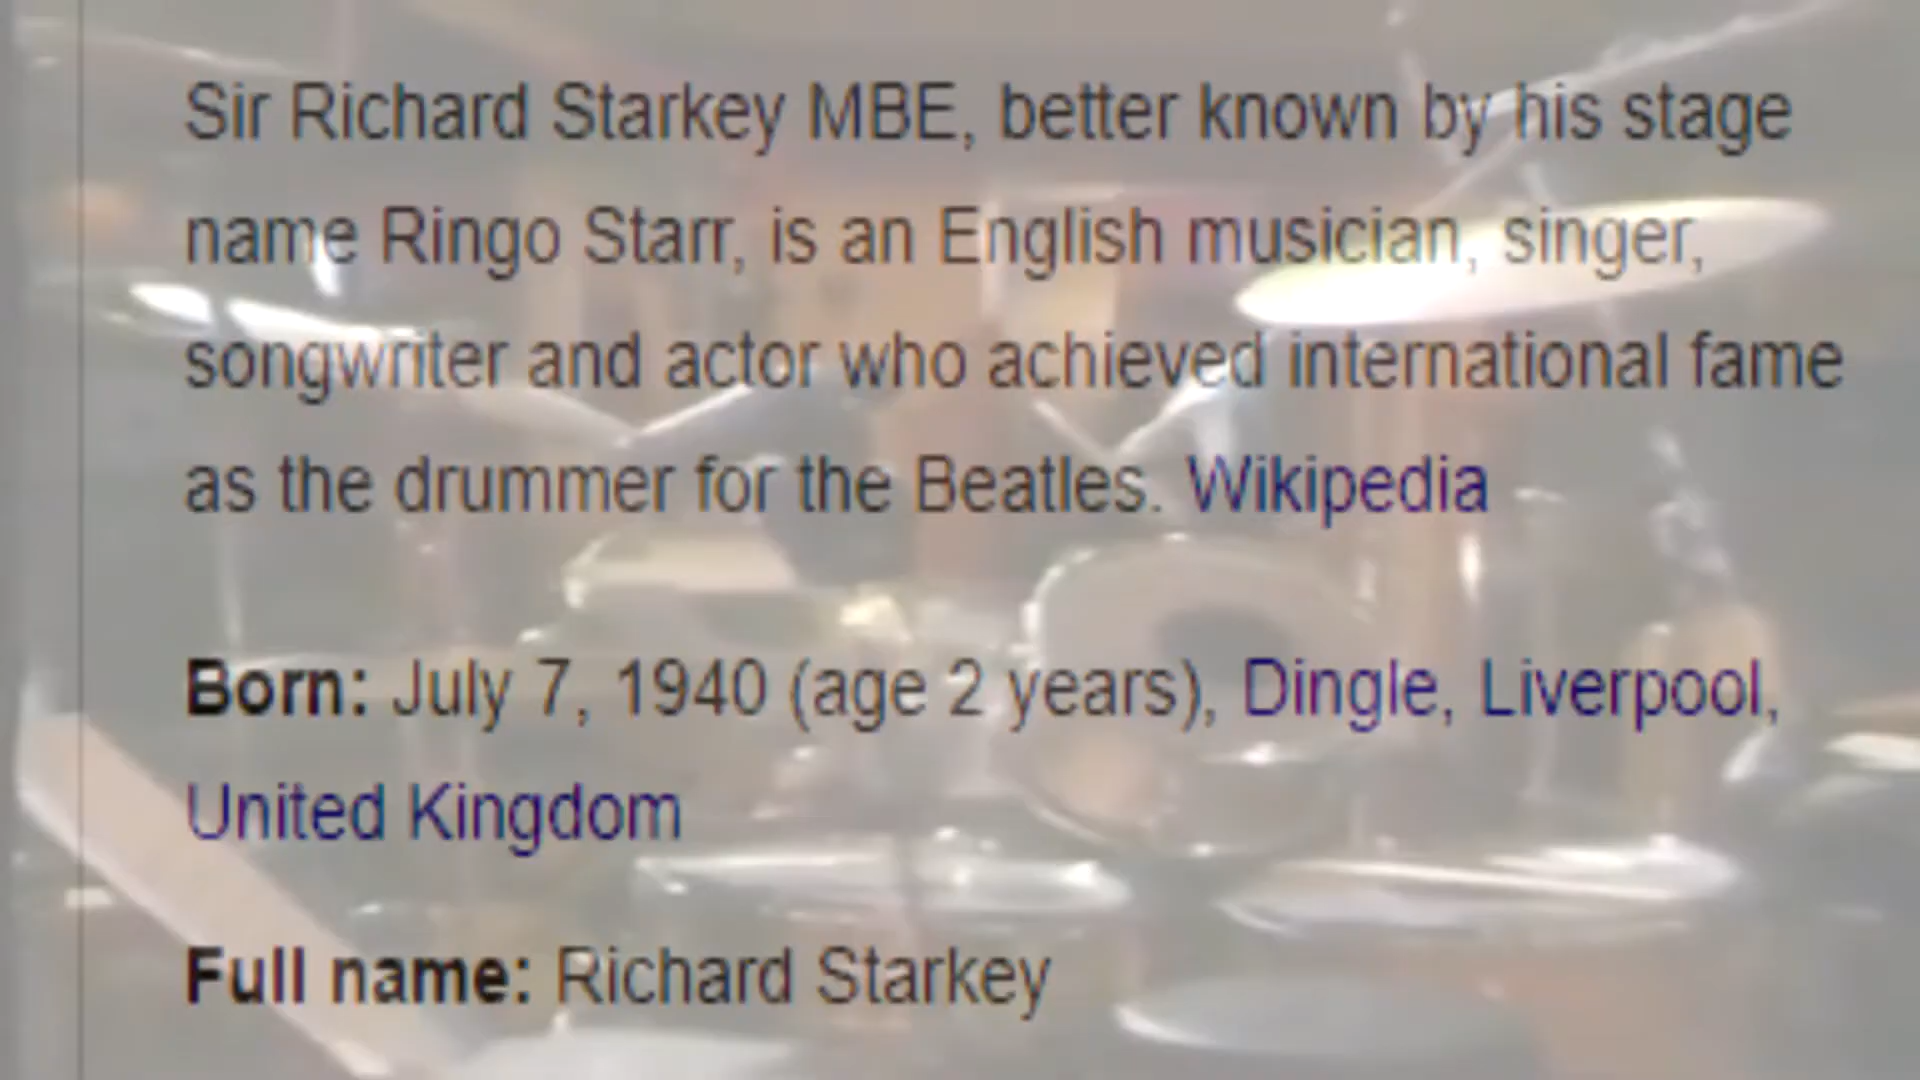 Sir Richard Starkey MBE, better known by his stage
name Ringo Starr, is an English musician, singer,
songwriter and actor who achieved international fame
as the drummer for the Beatles. Wikipedia
Born: July 7, 1940 (age 2 years), Dingle, Liverpool,
United Kingdom
Full name: Richard Starkey